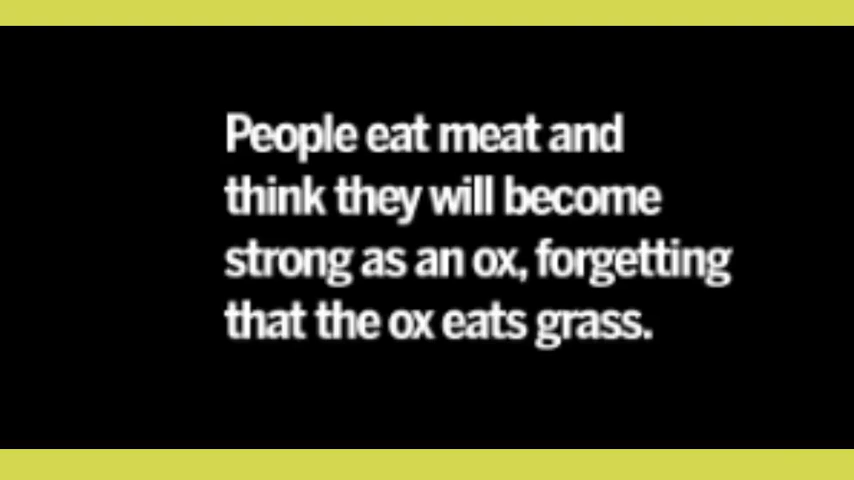 People eat meat and
think they will become
strong as an ox, forgetting
that the ox eats grass.